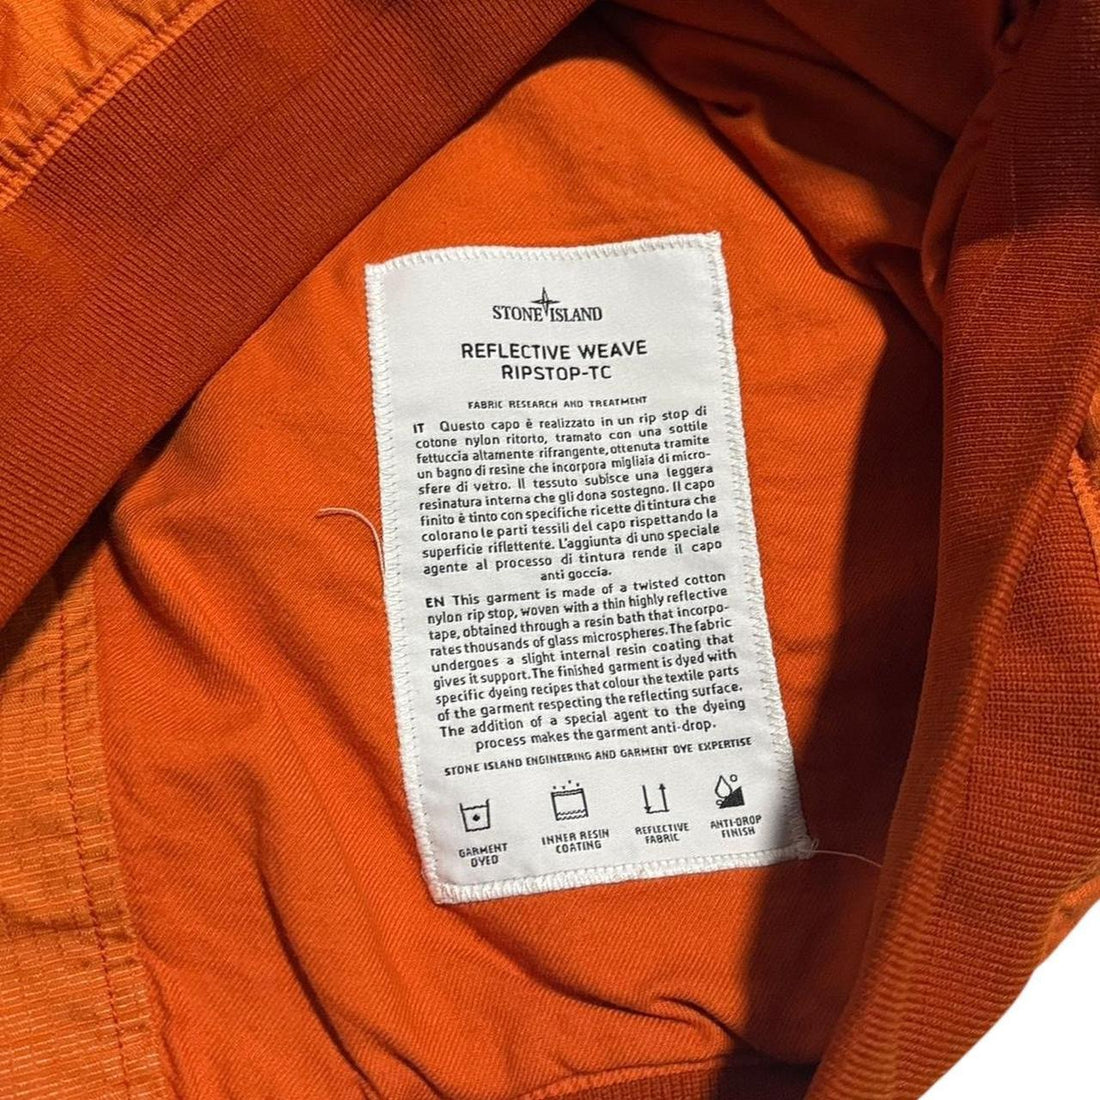 STONE ISLAND
REFLECTIVE WEAVE
RIPSTOP-TC
FABRIC RESEARCH AND TREATMENT
IT Questo capo è realizzato in un rip stop di
cotone nylon ritorto, tramato con una sottile
fettuccia altamente rifrangente, ottenuta tramite
un bagno di resine che incorpora migliaia di micro-
sfere di vetro. Il tessuto subisce una leggera
resinatura interna che gli dona sostegno. Il capo
finito è tinto con specifiche ricette di tintura che
colorano le parti tessili del capo rispettando la
superficie riflettente. L'aggiunta di uno speciale
agente al processo di tintura rende il capo
anti goccia.
EN This garment is made of a twisted cotton
nylon rip stop, woven with a thin highly reflective
tape, obtained through a resin bath that incorpo-
rates thousands of glass microspheres. The fabric
undergoes a slight internal resin coating that
gives it support. The finished garment is dyed with
specific dyeing recipes that colour the textile parts
of the garment respecting the reflecting surface.
The addition of a special agent to the dyeing
process makes the garment anti-drop.
STONE ISLAND ENGINEERING AND GARMENT DYE EXPERTISE
GARMENT
DYED
INNER RESIN
COATING
REFLECTIVE
FABRIC
ANTI-DROP
FINISH